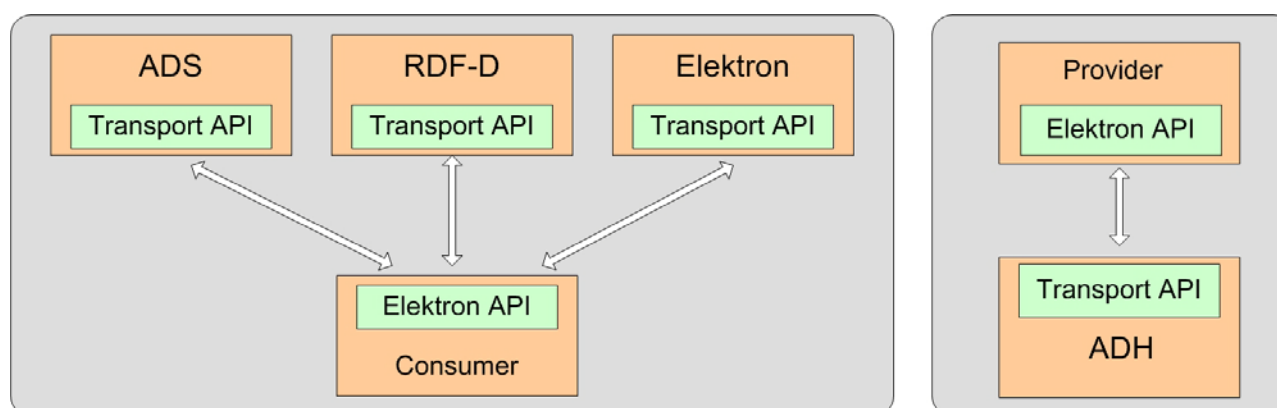 ADS
Transport API
RDF-D
Transport API
Elektron
Transport API
Elektron API
Consumer
Provider
Elektron API
Transport API
ADH